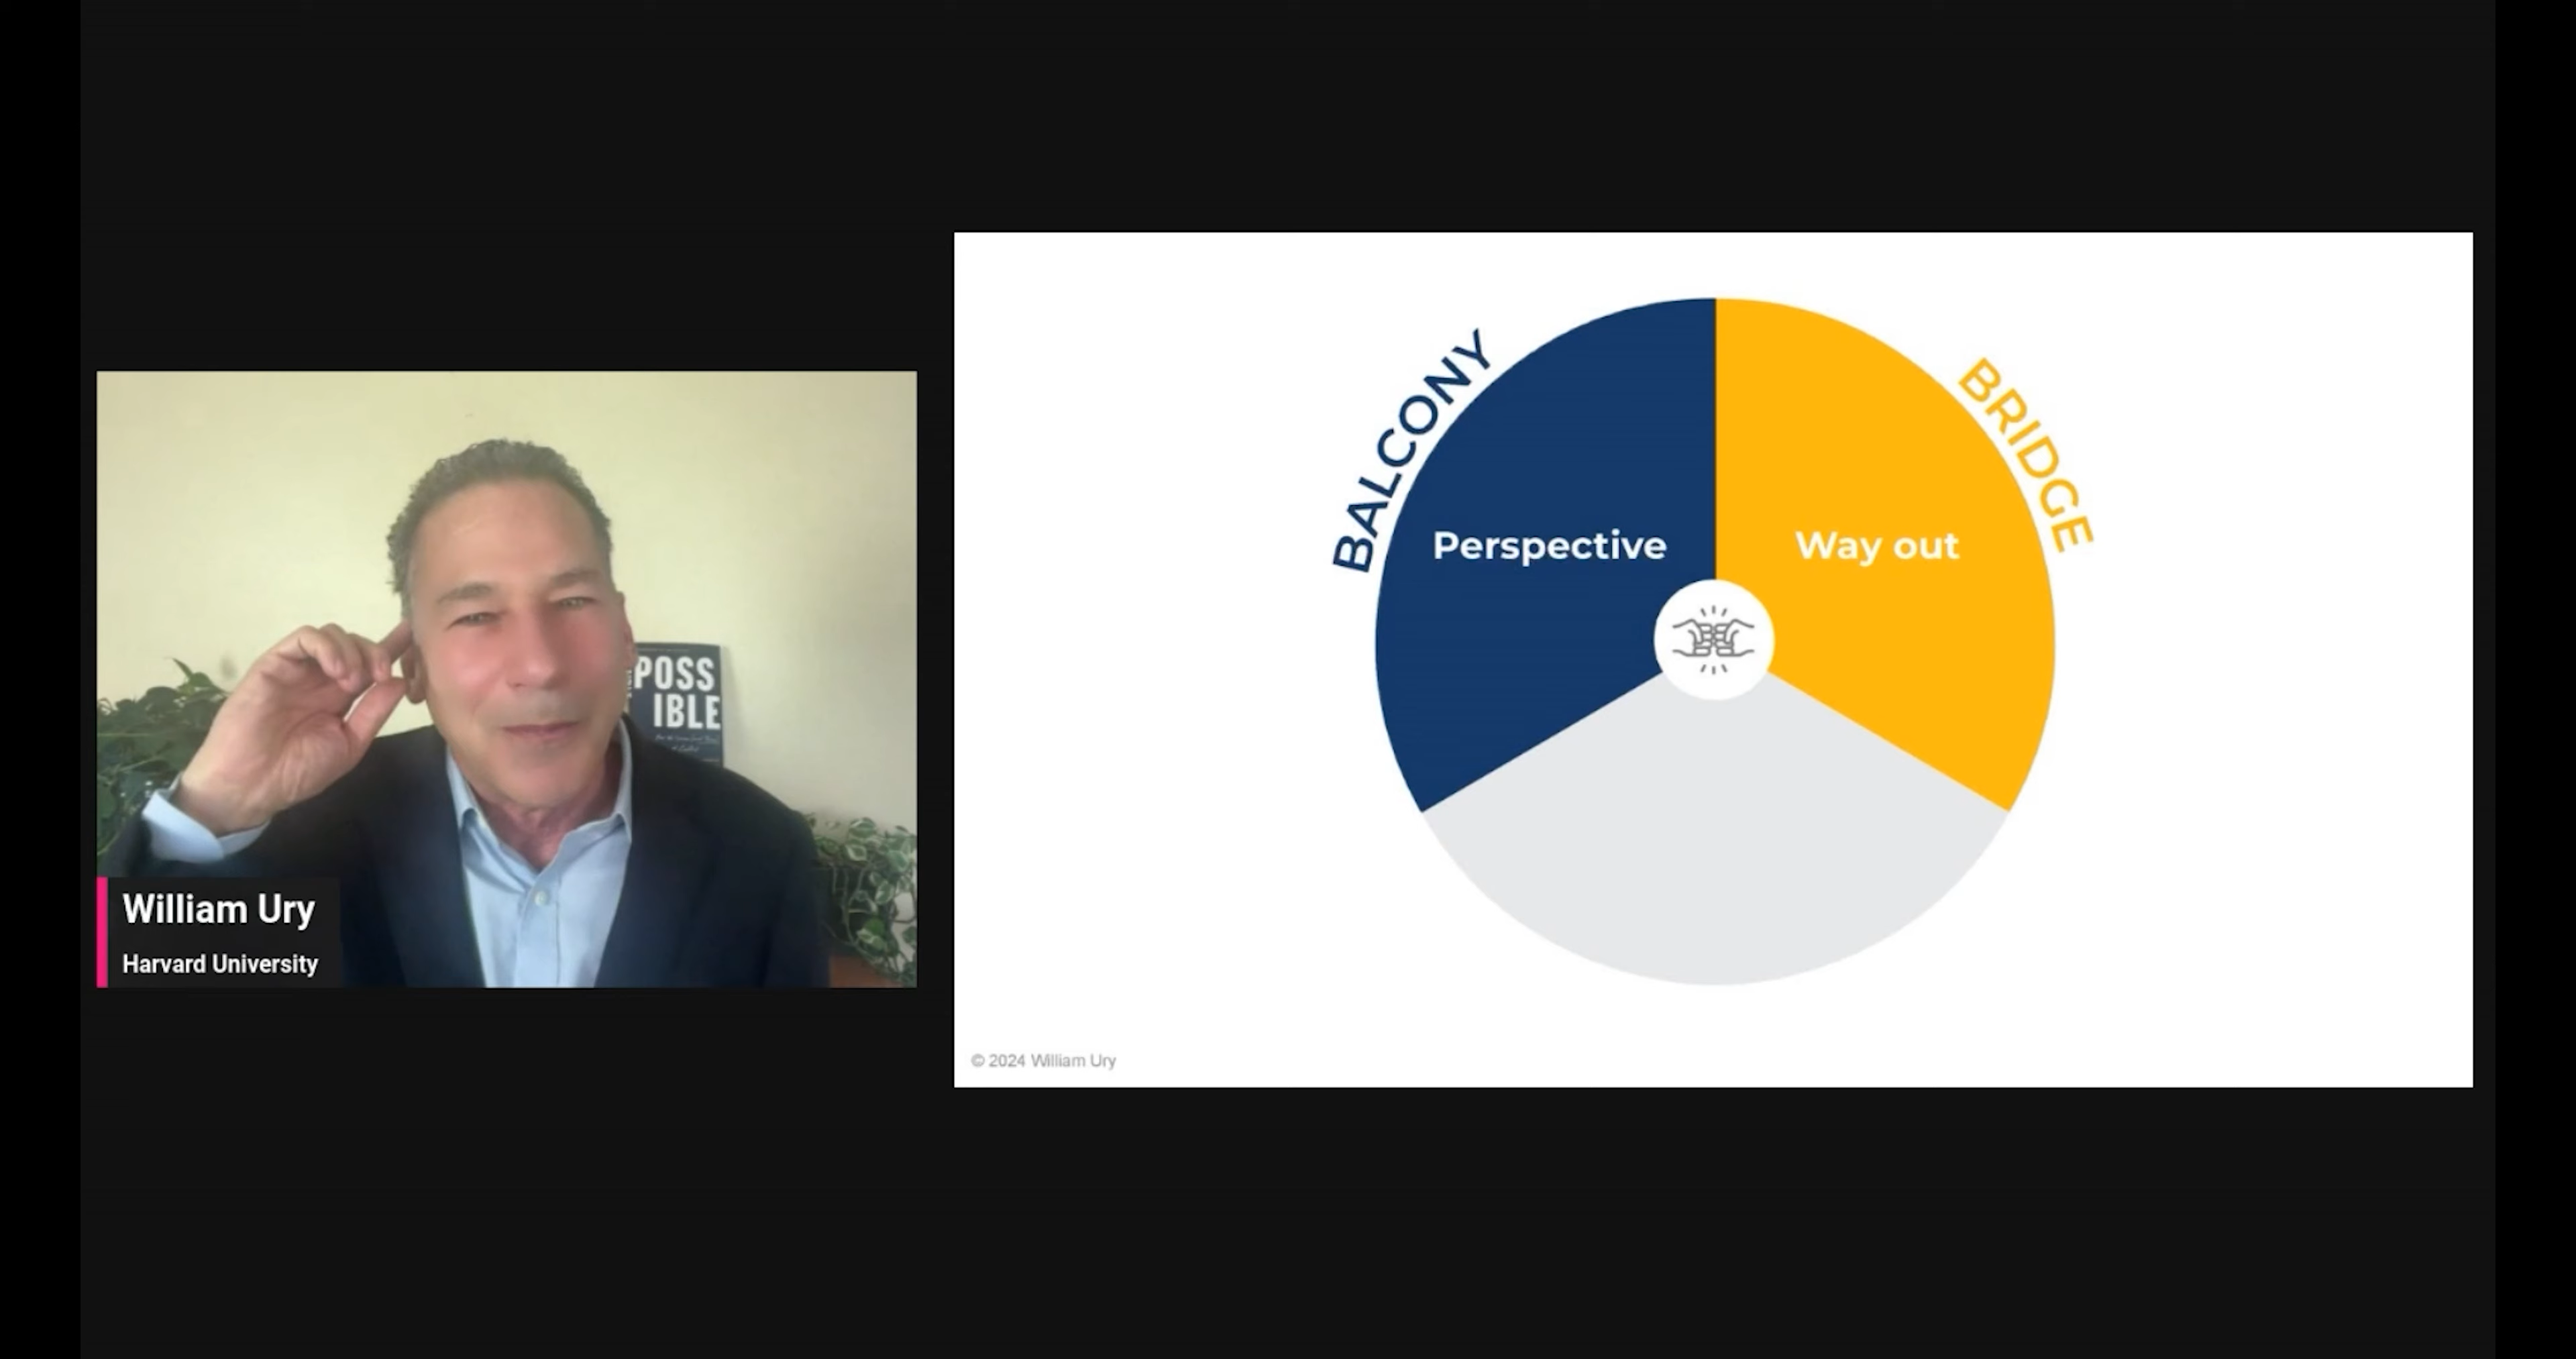 POSS
IBLE
William Ury
Harvard University
BALCONY
BRIDGE
Perspective
Way out
© 2024 William Ury